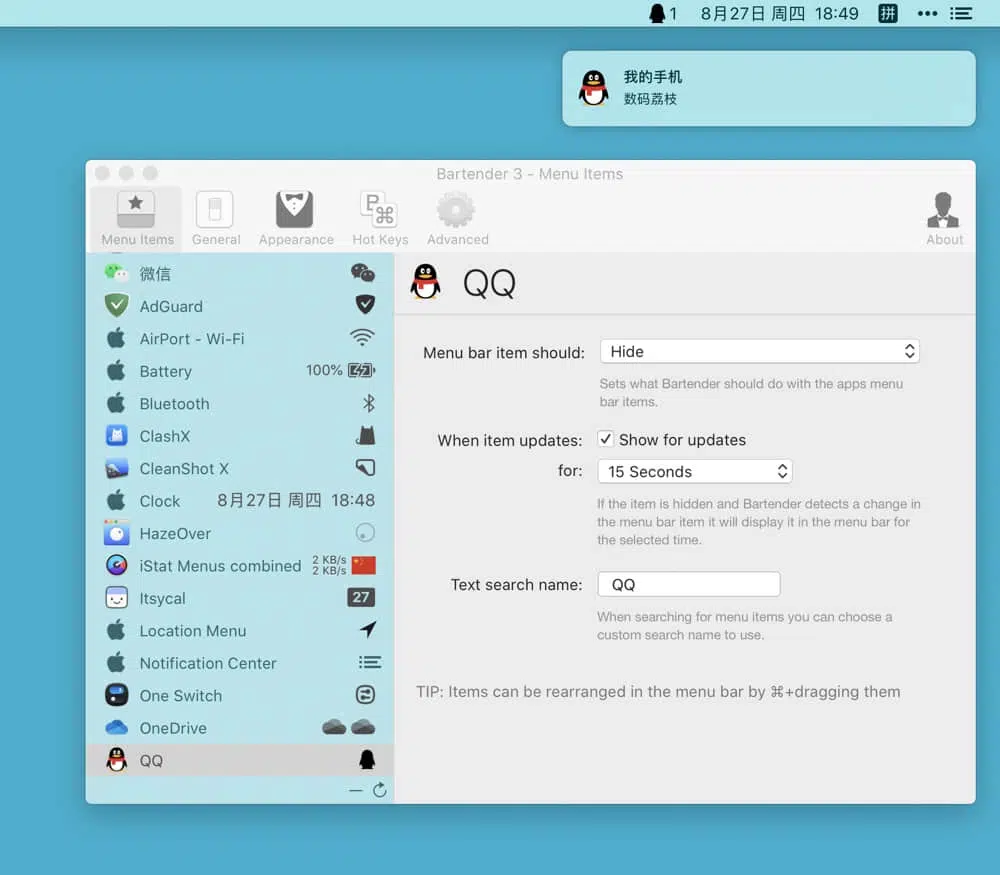 1 8月27日 周四 18:49 拼
我的手机
数码荔枝
Bartender 3 - Menu Items
Menu Items General Appearance Hot Keys Advanced About
微信
AdGuard
AirPort - Wi-Fi
Battery 100%
Bluetooth
ClashX
CleanShot X
Clock 8月27日 周四 18:48
HazeOver
iStat Menus combined 2 KB/s
2 KB/s
Itsycal 27
Location Menu
Notification Center
One Switch
OneDrive
QQ
QQ
Menu bar item should: Hide
Sets what Bartender should do with the apps menu
bar items.
When item updates: Show for updates
for: 15 Seconds
If the item is hidden and Bartender detects a change in
the menu bar item it will display it in the menu bar for
the selected time.
Text search name: QQ
When searching for menu items you can choose a
custom search name to use.
TIP: Items can be rearranged in the menu bar by ⌘+dragging them